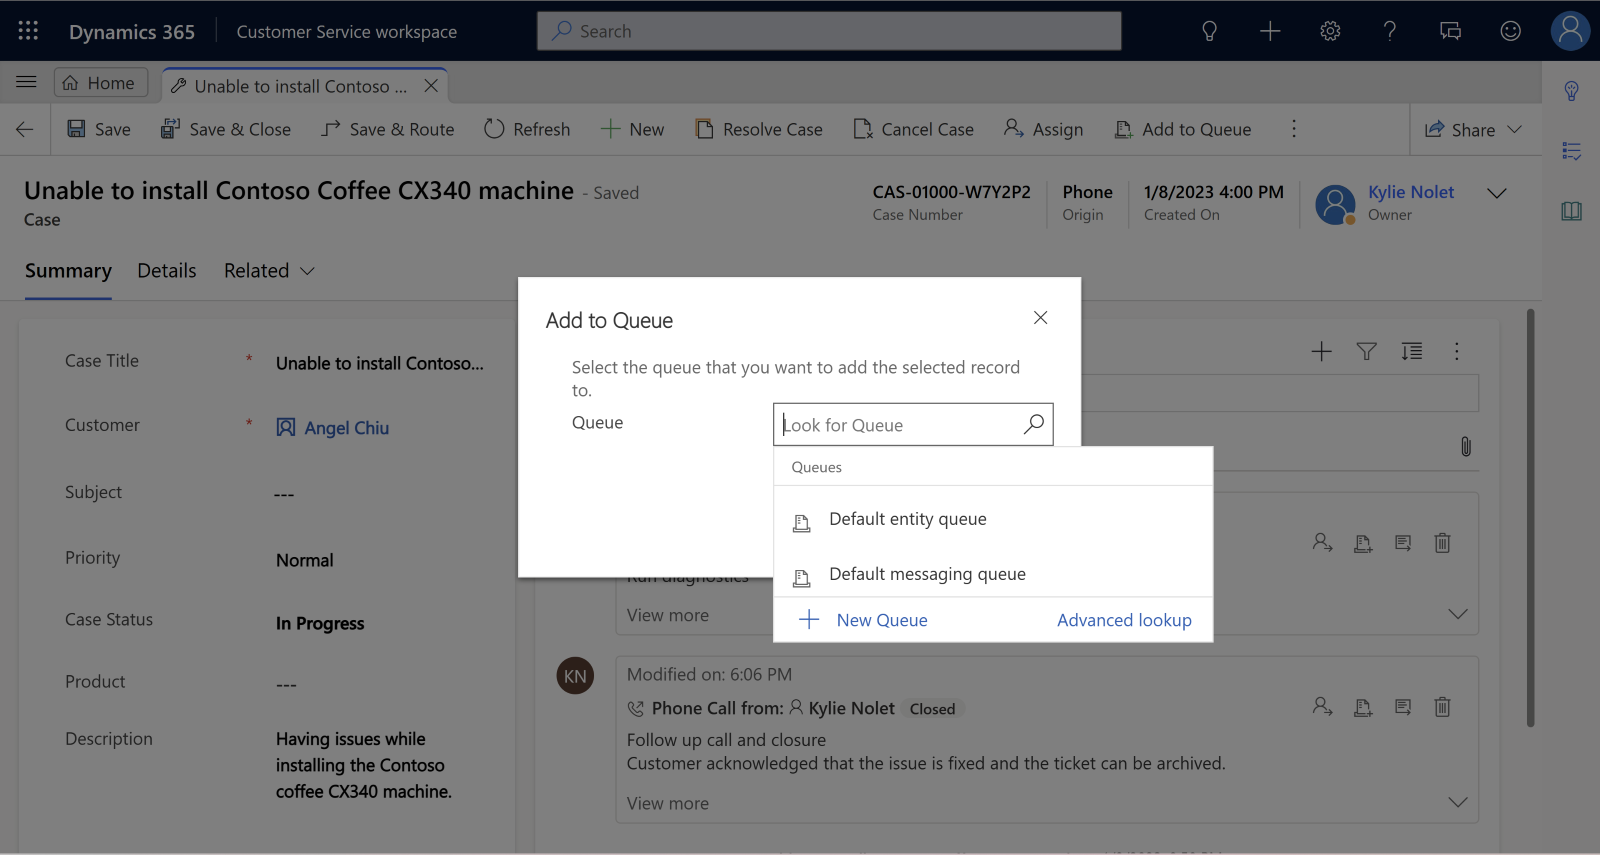 Dynamics 365
Customer Service workspace
Search
Home
Unable to install Contoso ...
Save
Save & Close
Save & Route
Refresh
New
Resolve Case
Cancel Case
Assign
Add to Queue
Share
Unable to install Contoso Coffee CX340 machine - Saved
Case
CAS-01000-W7Y2P2
Case Number
Phone
Origin
1/8/2023 4:00 PM
Created On
Kylie Nolet
Owner
Summary
Details
Related
Case Title * Unable to install Contoso...
Customer * Angel Chiu
Subject ---
Priority Normal
Case Status In Progress
Product ---
Description Having issues while
installing the Contoso
coffee CX340 machine.
Add to Queue
Select the queue that you want to add the selected record
to.
Queue
Look for Queue
Queues
Default entity queue
Default messaging queue
New Queue
Advanced lookup
Run diagnostics
View more
KN
Modified on: 6:06 PM
Phone Call from: Kylie Nolet Closed
Follow up call and closure
Customer acknowledged that the issue is fixed and the ticket can be archived.
View more